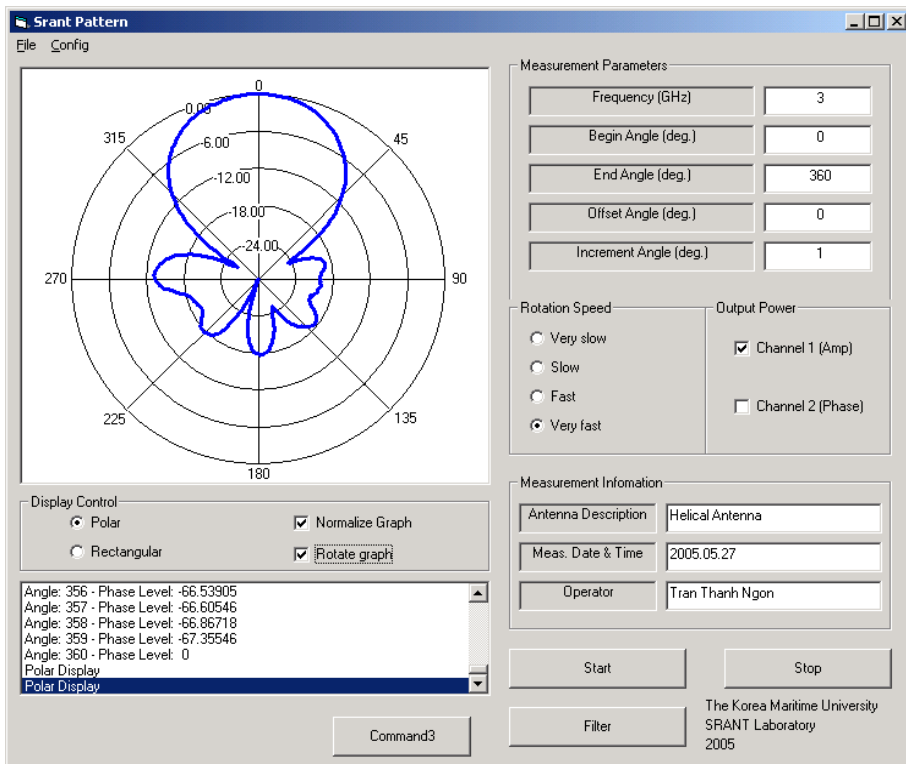 Srant Pattern
File Config
0
-0.00
-6.00
-12.00
-18.00
-24.00
315
45
270
90
225
135
180
Measurement Parameters
Frequency (GHz) 3
Begin Angle (deg.) 0
End Angle (deg.) 360
Offset Angle (deg.) 0
Increment Angle (deg.) 1
Rotation Speed
Very slow
Slow
Fast
Very fast
Output Power
Channel 1 (Amp)
Channel 2 (Phase)
Display Control
Polar
Rectangular
Normalize Graph
Rotate graph
Measurement Infomation
Antenna Description Helical Antenna
Meas. Date & Time 2005.05.27
Operator Tran Thanh Ngon
Angle: 356 - Phase Level: -66.53905
Angle: 357 - Phase Level: -66.60546
Angle: 358 - Phase Level: -66.86718
Angle: 359 - Phase Level: -67.35546
Angle: 360 - Phase Level: 0
Polar Display
Polar Display
Start
Stop
Command3
Filter
The Korea Maritime University
SRANT Laboratory
2005